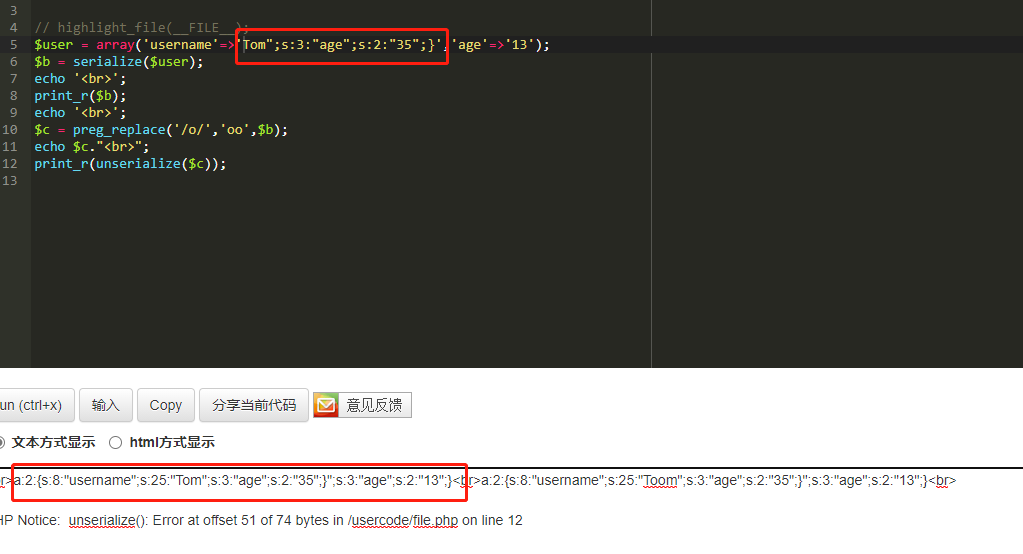 3
4 // highlight_file(__FILE__);
5 $user = array('username'=>'Tom";s:3:"age";s:2:"35";}','age'=>'13');
6 $b = serialize($user);
7 echo '<br>';
8 print_r($b);
9 echo '<br>';
10 $c = preg_replace('/o/','oo',$b);
11 echo $c."<br>";
12 print_r(unserialize($c));
13
un (ctrl+x) 输入 Copy 分享当前代码 意见反馈
文本方式显示 html方式显示
r>a:2:{s:8:"username";s:25:"Tom";s:3:"age";s:2:"35";}";s:3:"age";s:2:"13";}<br>a:2:{s:8:"username";s:25:"Toom";s:3:"age";s:2:"35";}";s:3:"age";s:2:"13";}<br>
HP Notice: unserialize(): Error at offset 51 of 74 bytes in /usercode/file.php on line 12